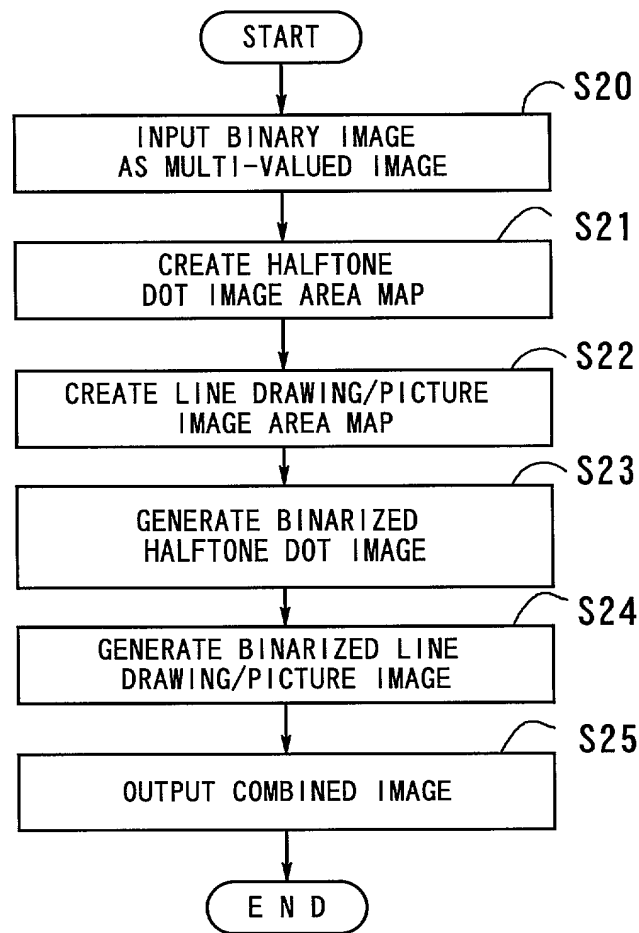 START
S20
INPUT BINARY IMAGE
AS MULTI-VALUED IMAGE
S21
CREATE HALFTONE
DOT IMAGE AREA MAP
S22
CREATE LINE DRAWING/PICTURE
IMAGE AREA MAP
S23
GENERATE BINARIZED
HALFTONE DOT IMAGE
S24
GENERATE BINARIZED LINE
DRAWING/PICTURE IMAGE
S25
OUTPUT COMBINED IMAGE
END